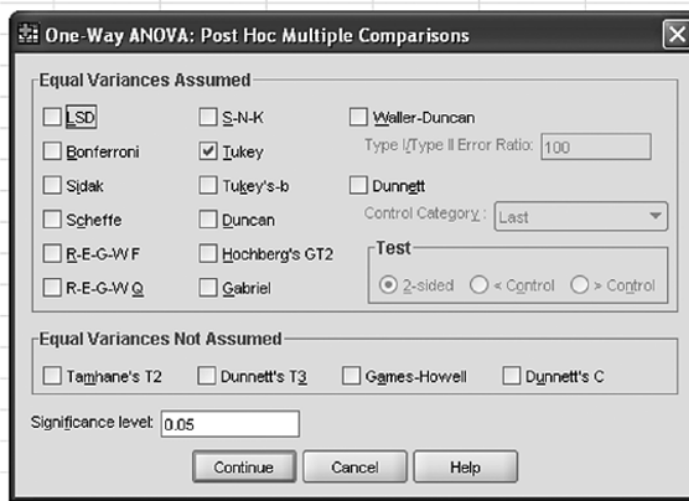 One-Way ANOVA: Post Hoc Multiple Comparisons
Equal Variances Assumed
LSD
S-N-K
Waller-Duncan
Type I/Type II Error Ratio: 100
Bonferroni
Tukey
Sidak
Tukey's-b
Dunnett
Control Category: Last
Scheffe
Duncan
R-E-G-W F
Hochberg's GT2
Test
R-E-G-W Q
Gabriel
2-sided
< Control
> Control
Equal Variances Not Assumed
Tamhane's T2
Dunnett's T3
Games-Howell
Dunnett's C
Significance level: 0.05
Continue
Cancel
Help